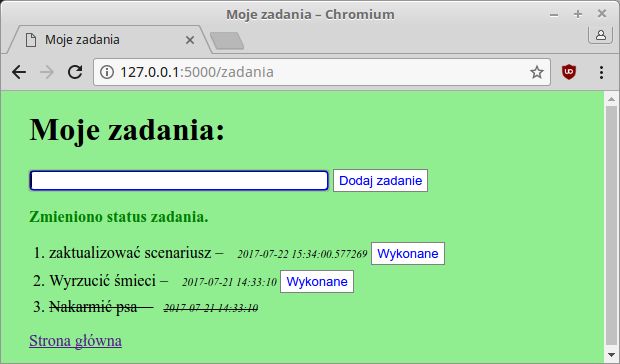 Moje zadania – Chromium
Moje zadania
127.0.0.1:5000/zadania
Moje zadania:
Dodaj zadanie
Zmieniono status zadania.
1. zaktualizować scenariusz – 2017-07-22 15:34:00.577269 Wykonane
2. Wyrzucić śmieci – 2017-07-21 14:33:10 Wykonane
3. Nakarmić psa — 2017-07-21 14:33:10
Strona główna